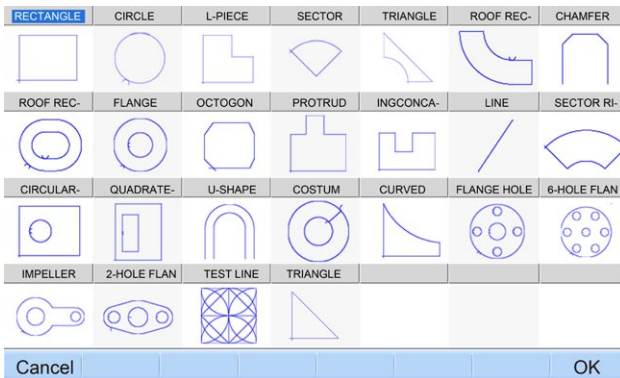 RECTANGLE CIRCLE L-PIECE SECTOR TRIANGLE ROOF REC- CHAMFER
ROOF REC- FLANGE OCTOGON PROTRUD INGCONCA- LINE SECTOR RI-
CIRCULAR- QUADRATE- U-SHAPE COSTUM CURVED FLANGE HOLE 6-HOLE FLAN
IMPELLER 2-HOLE FLAN TEST LINE TRIANGLE
Cancel OK